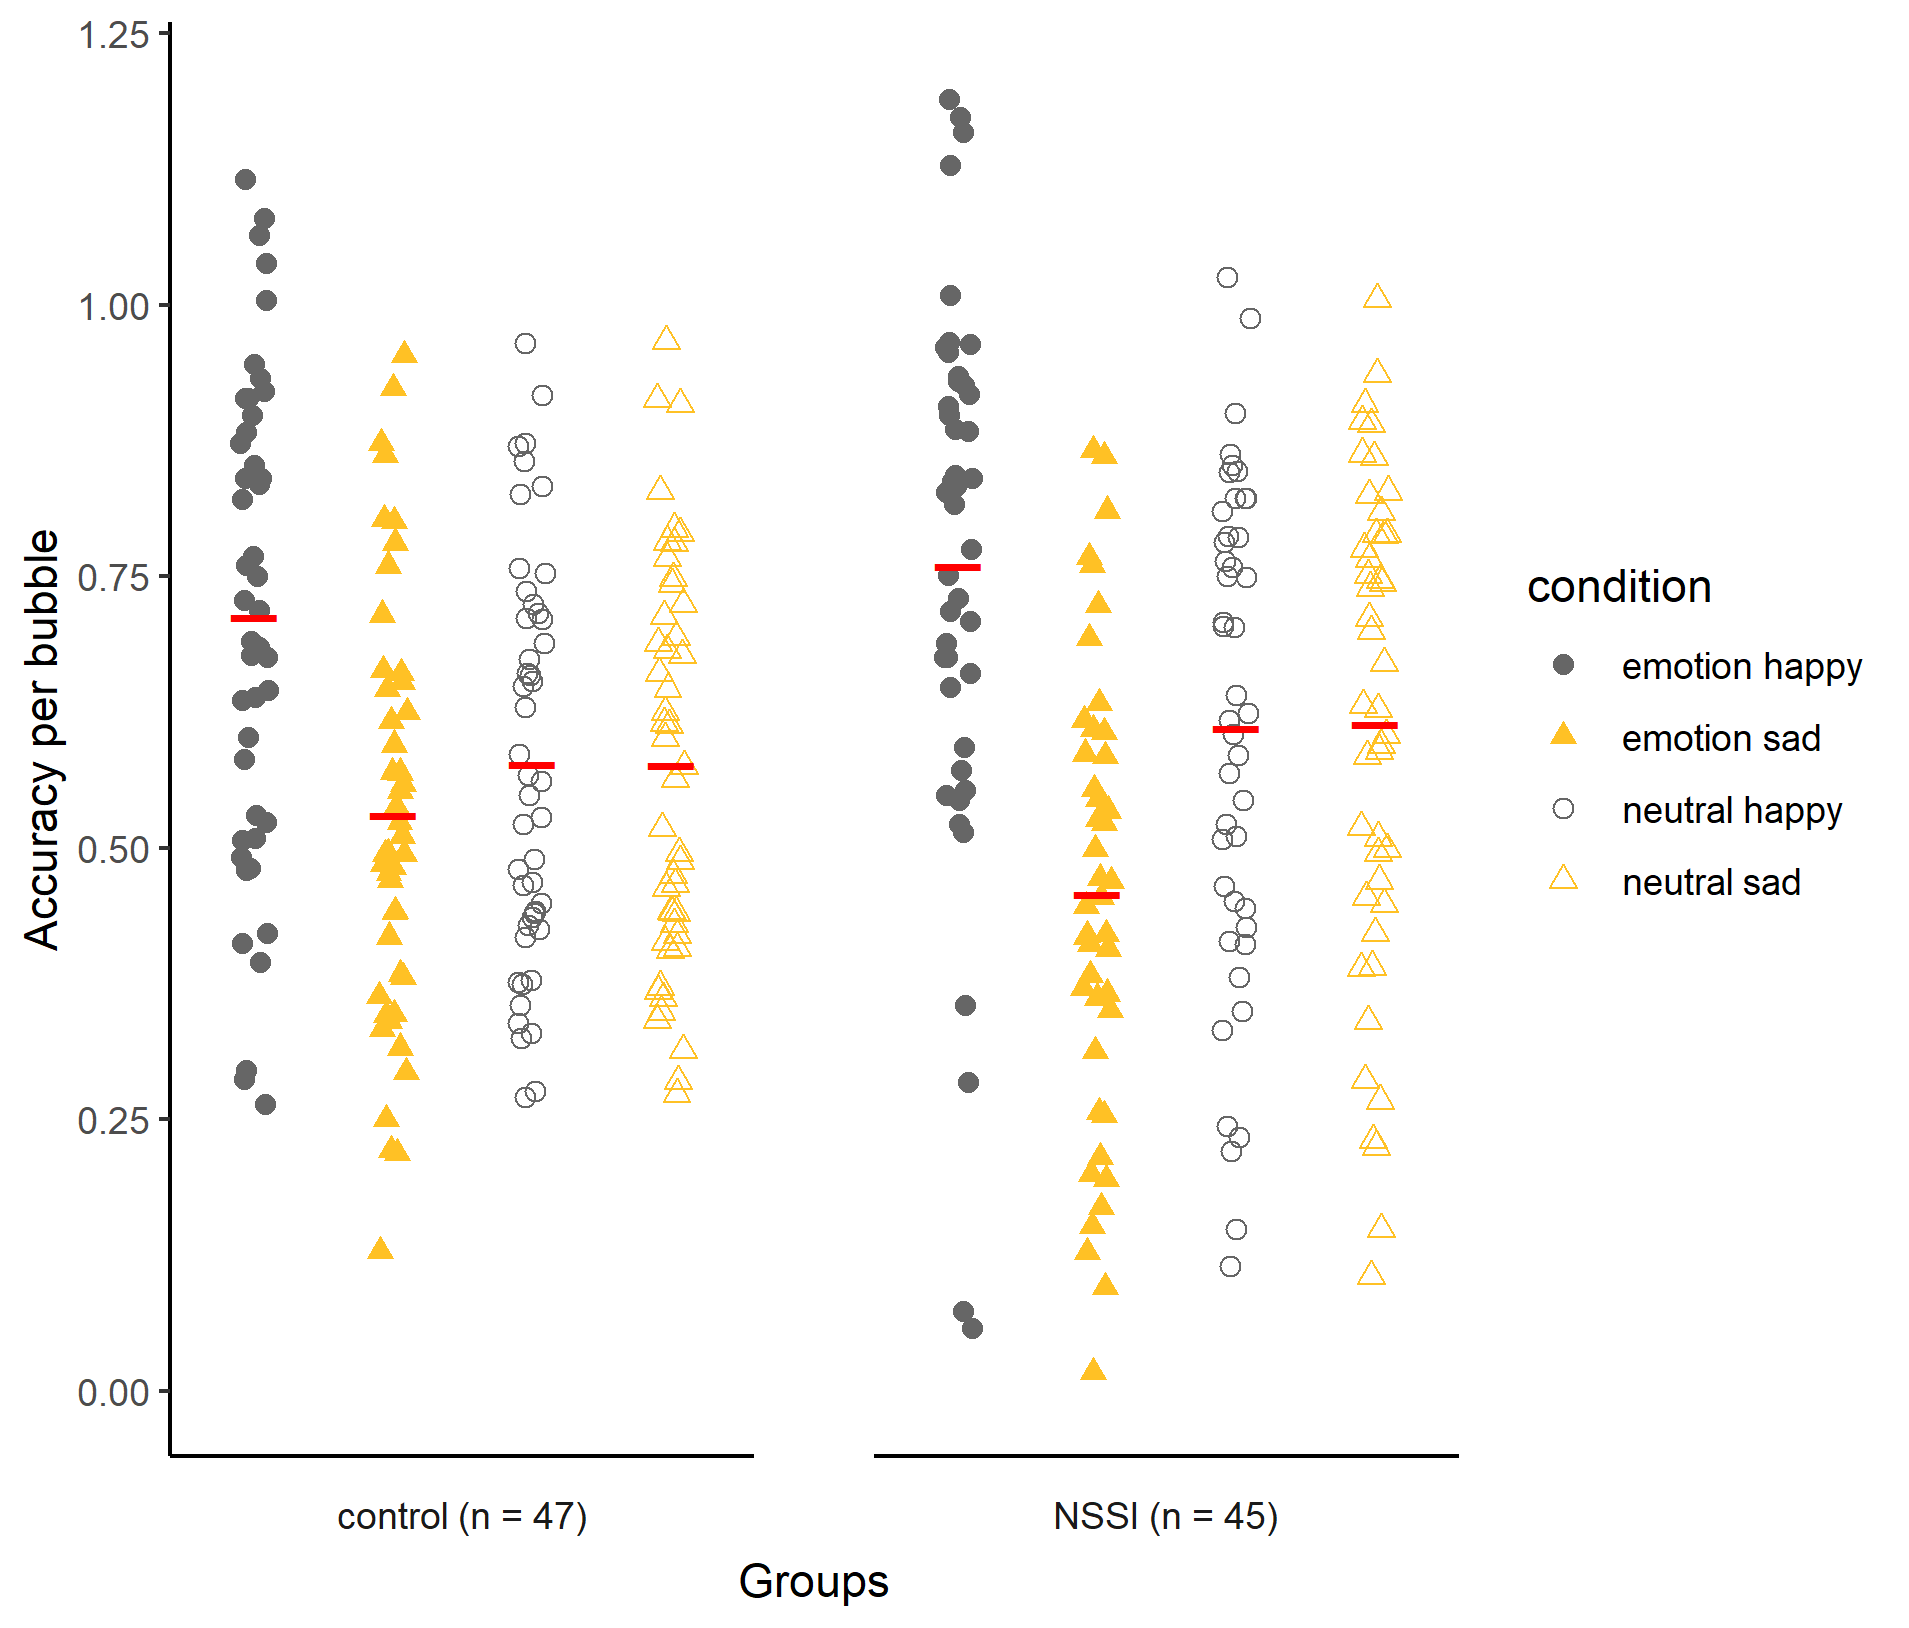 1.25
1.00
0.75
0.50
0.25
0.00
Accuracy per bubble
control (n = 47)
NSSI (n = 45)
Groups
condition
emotion happy
emotion sad
neutral happy
neutral sad